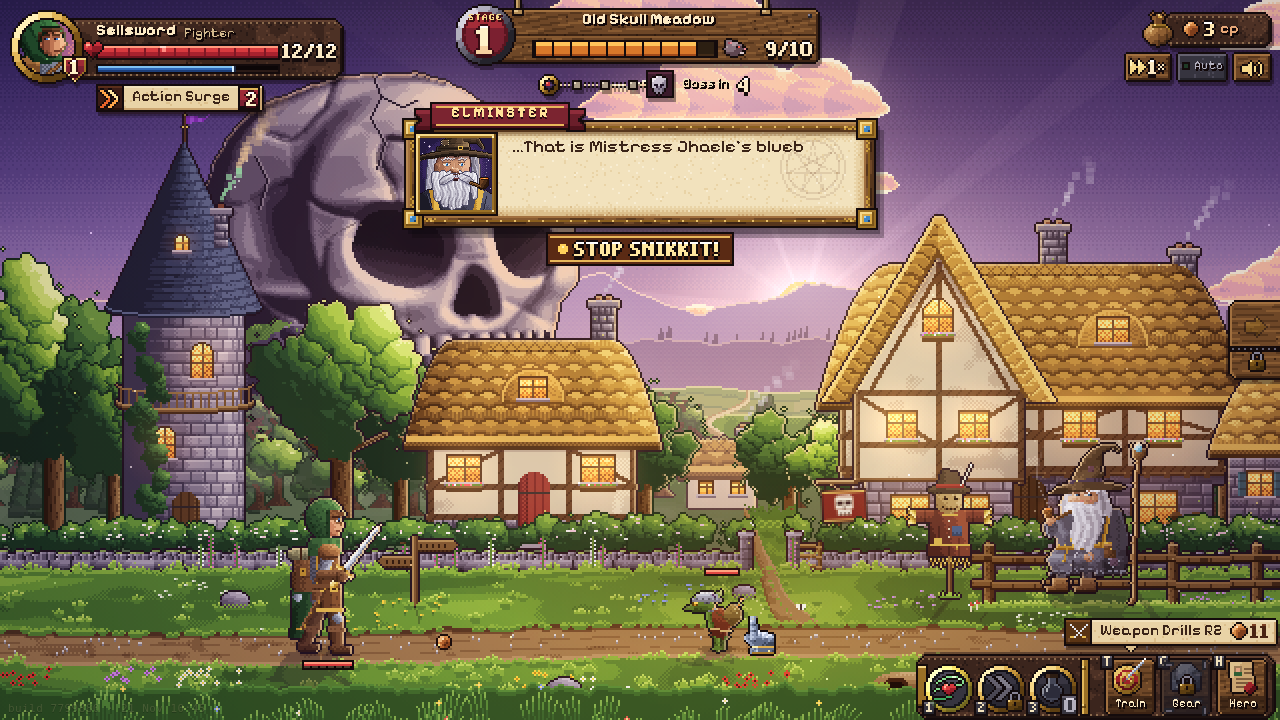 Sellsword Fighter
12/12
1
Action Surge 2
STAGE
1
Old Skull Meadow
9/10
Boss in 4
3 cp
1x
Auto
ELMINSTER
...That is Mistress Jhaele's blueb
STOP SNIKKIT!
Weapon Drills R2 11
1
2
3
0
T
Train
Gear
H
Hero